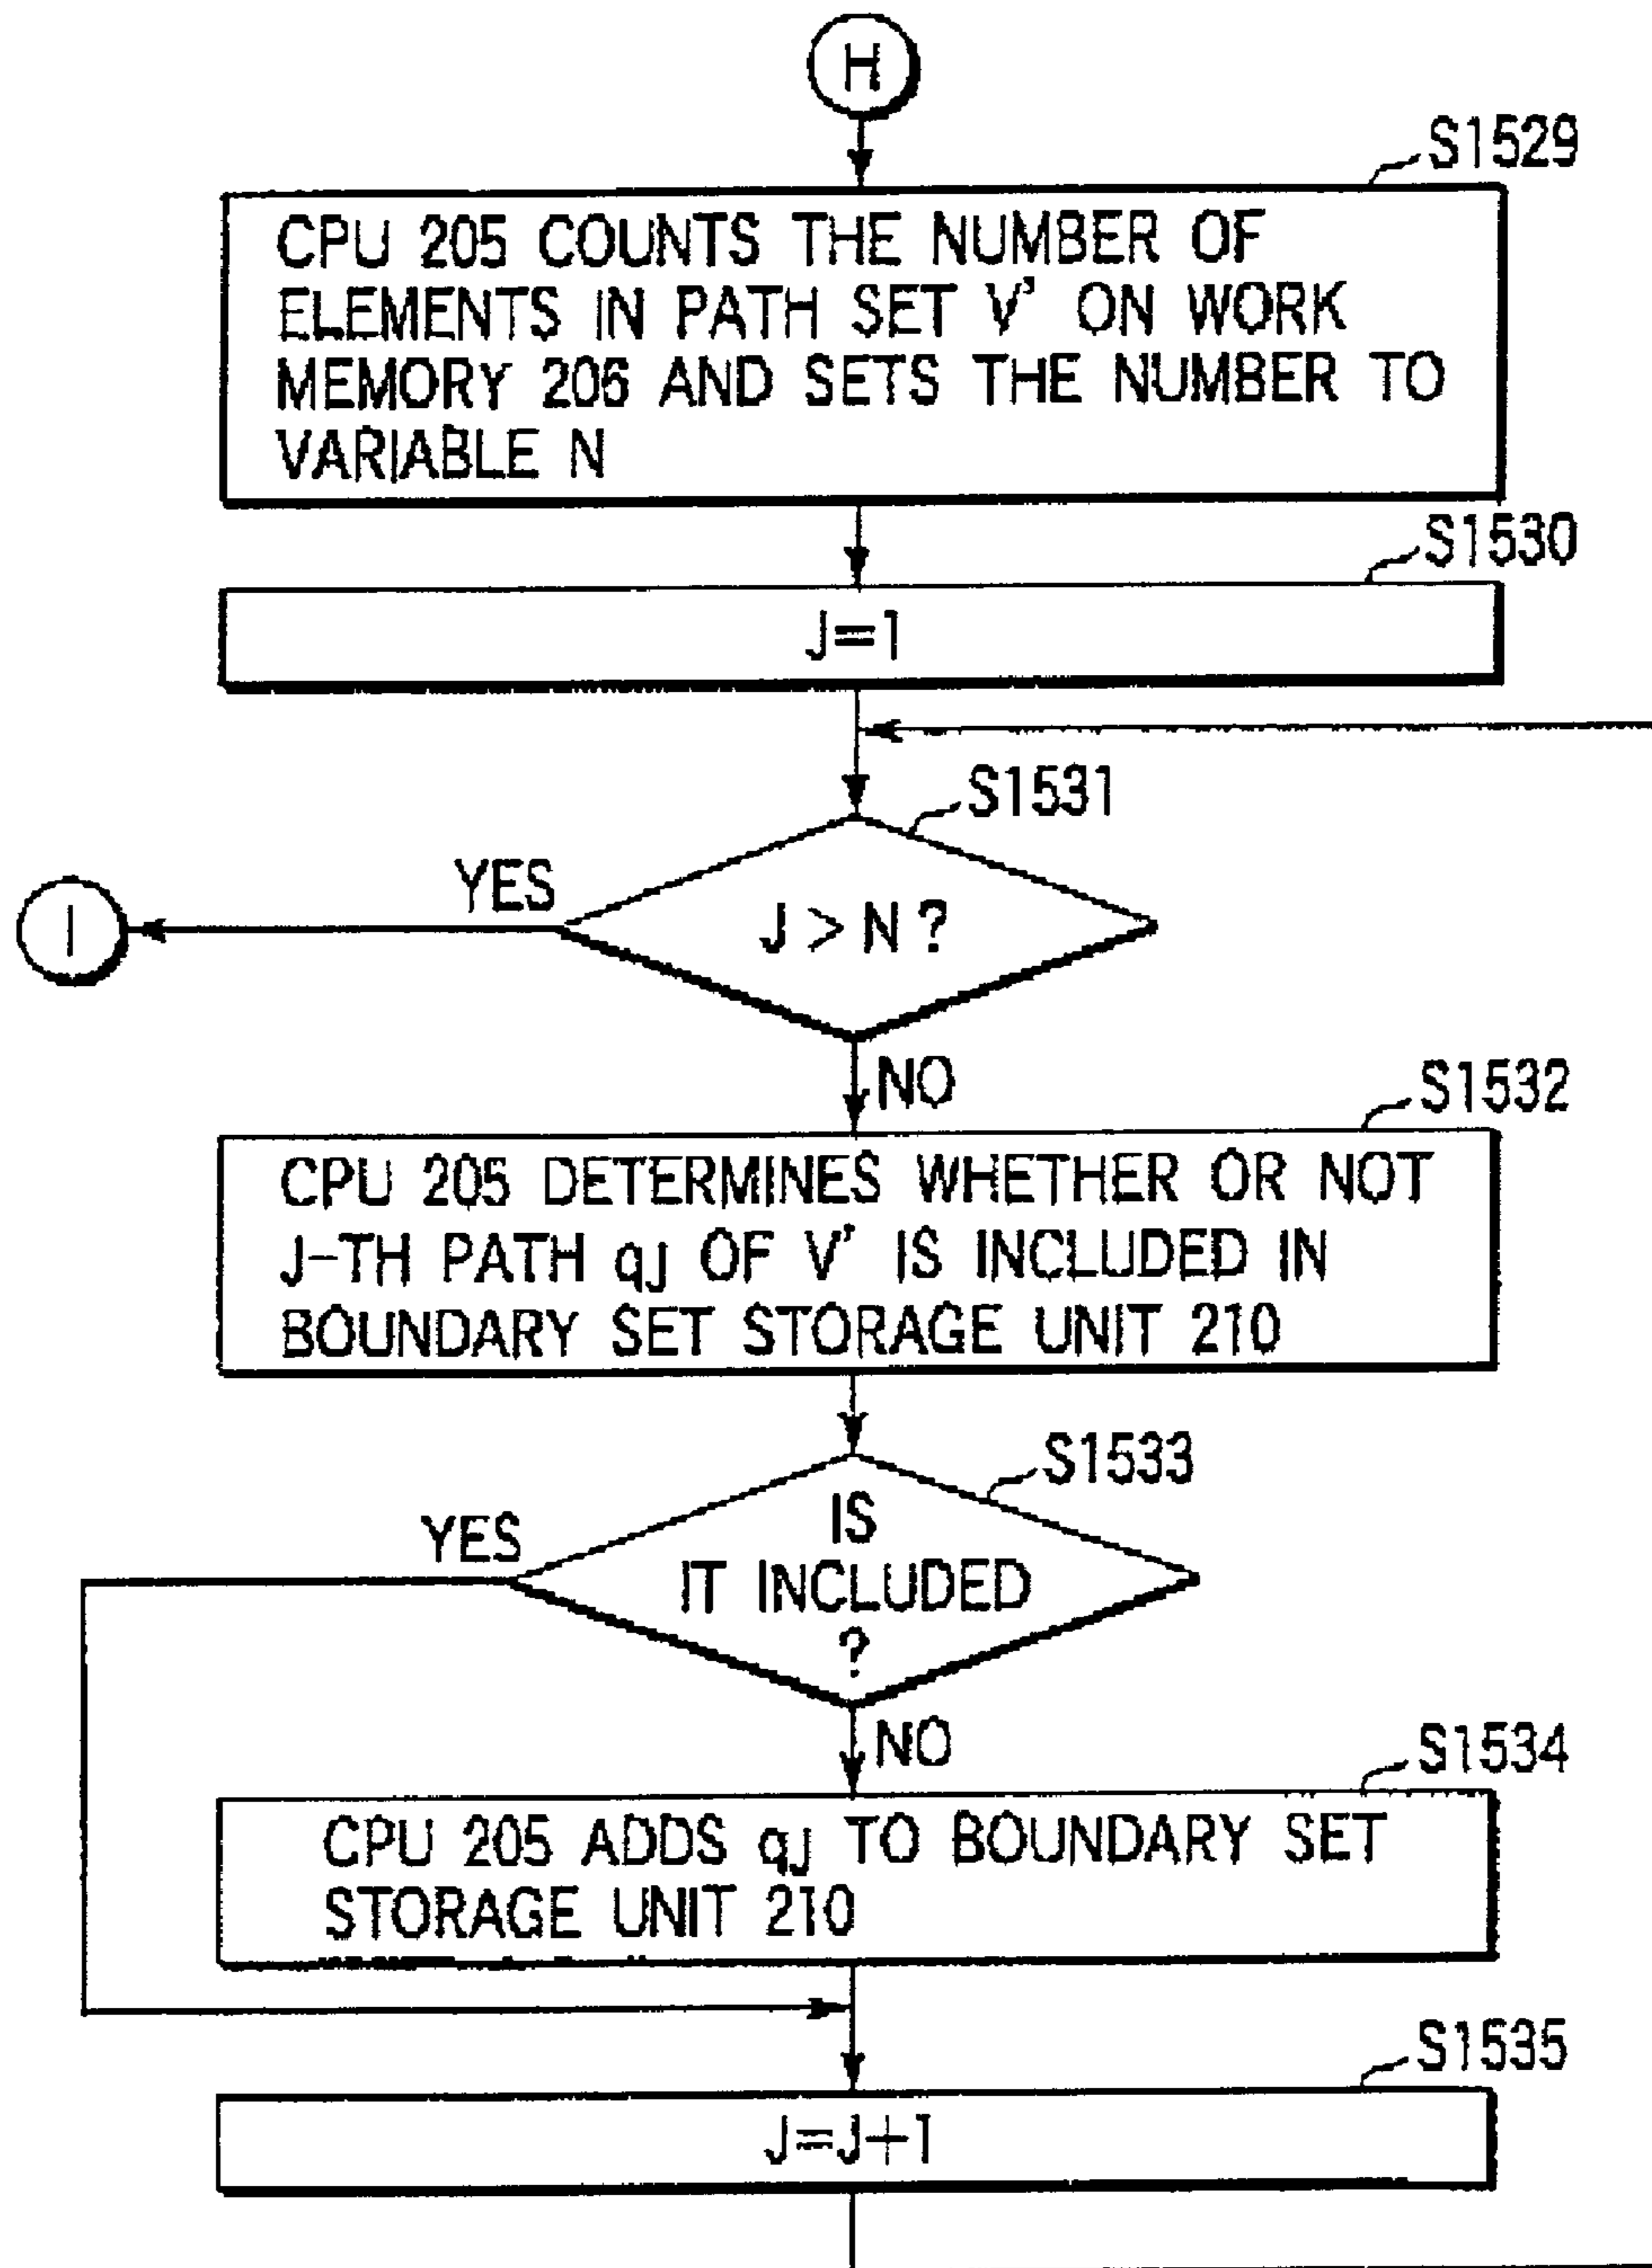 H
S1529
CPU 205 COUNTS THE NUMBER OF
ELEMENTS IN PATH SET V' ON WORK
MEMORY 206 AND SETS THE NUMBER TO
VARIABLE N
S1530
J=1
S1531
YES
I
J > N ?
NO
S1532
CPU 205 DETERMINES WHETHER OR NOT
J-TH PATH qJ OF V' IS INCLUDED IN
BOUNDARY SET STORAGE UNIT 210
S1533
YES
IS
IT INCLUDED
?
NO
S1534
CPU 205 ADDS qJ TO BOUNDARY SET
STORAGE UNIT 210
S1535
J=J+1